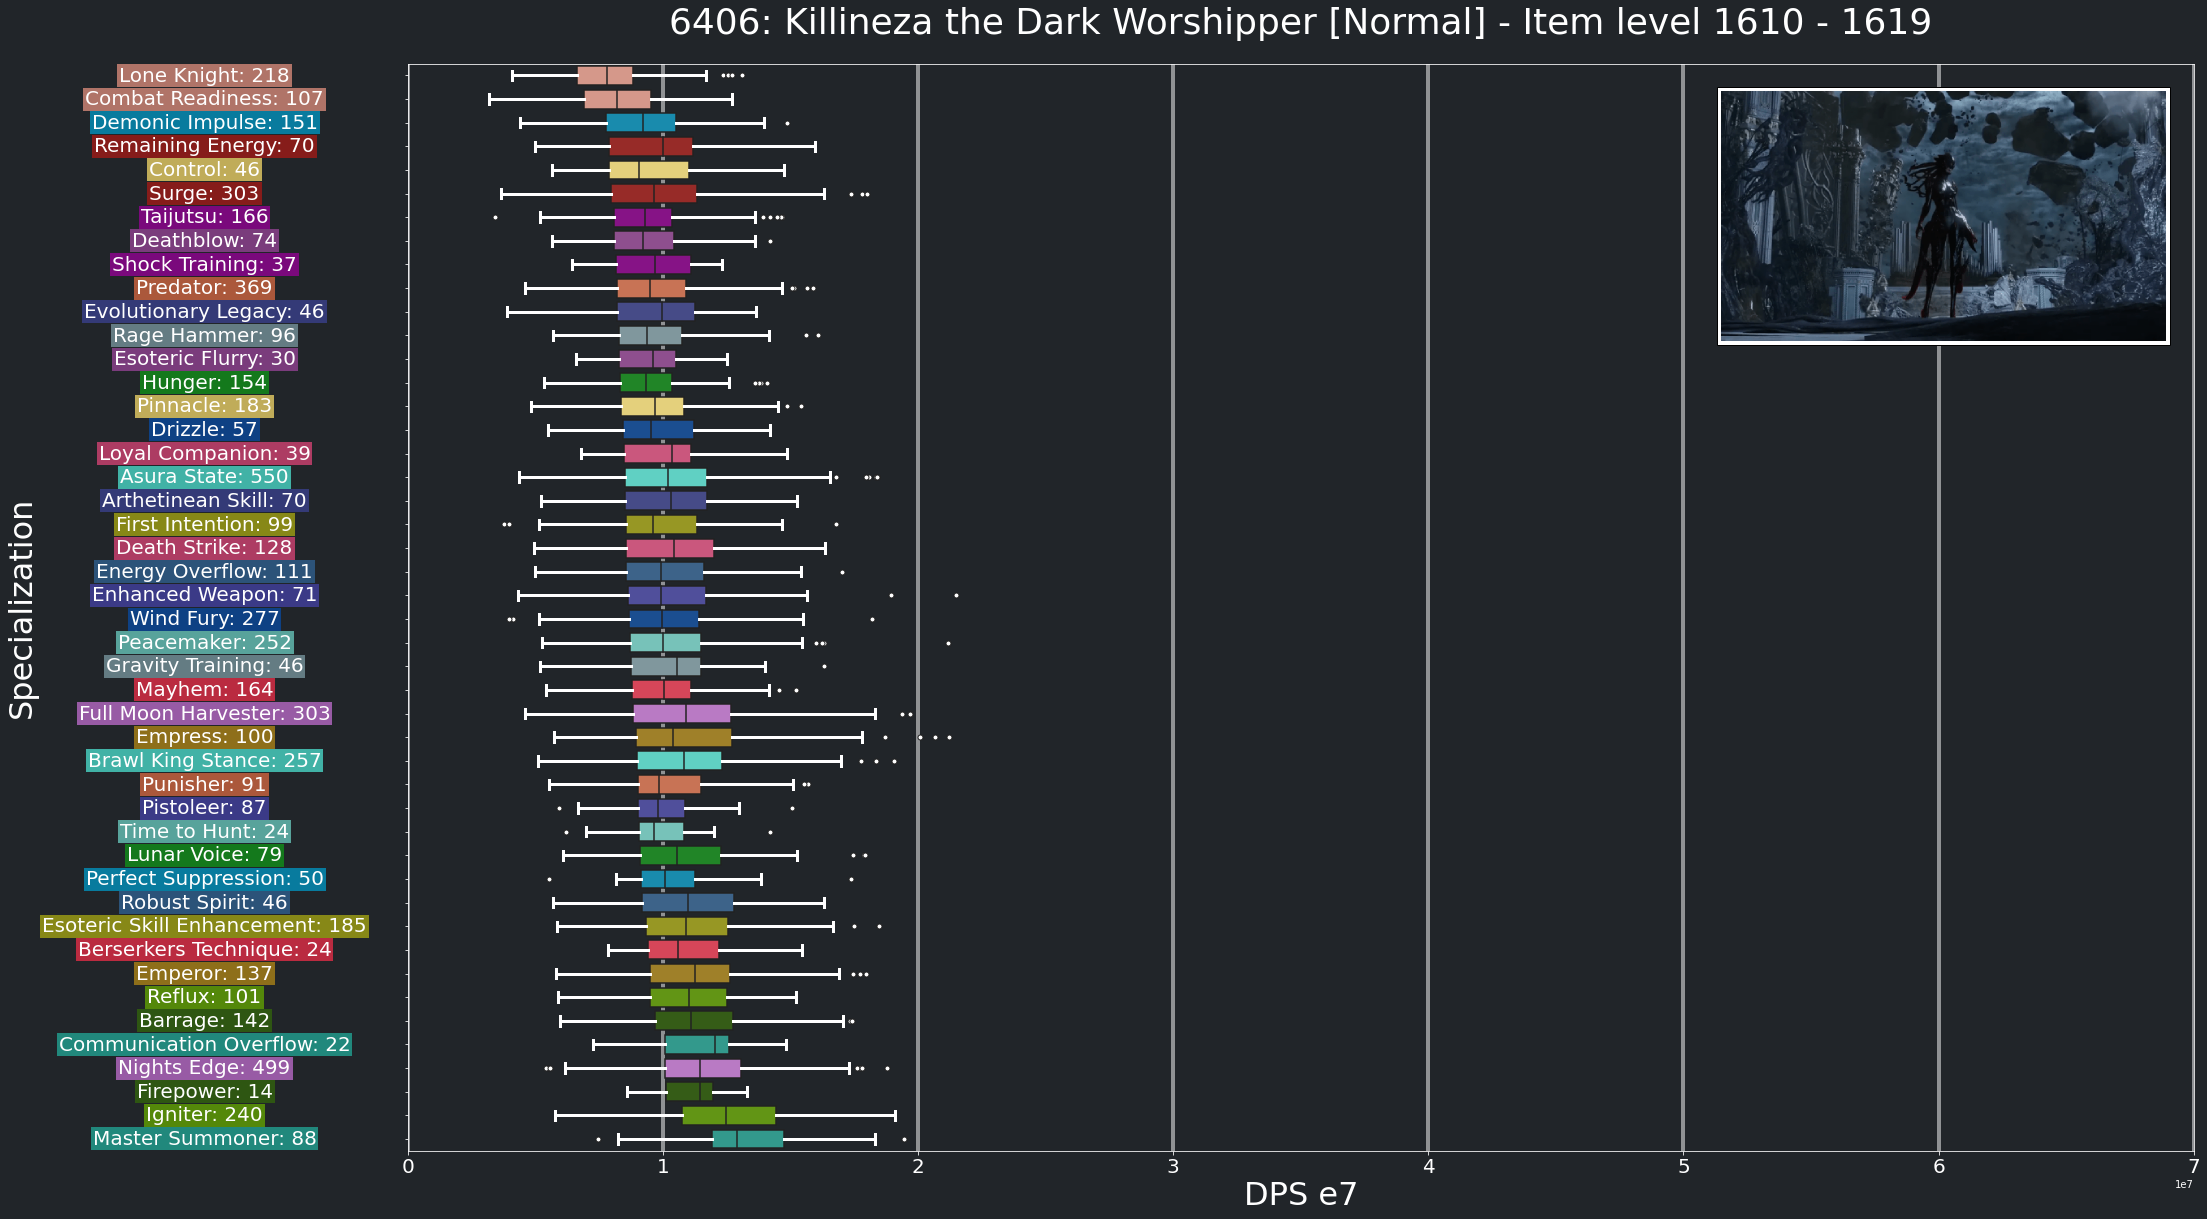 6406: Killineza the Dark Worshipper [Normal] - Item level 1610 - 1619
Specialization
Lone Knight: 218
Combat Readiness: 107
Demonic Impulse: 151
Remaining Energy: 70
Control: 46
Surge: 303
Taijutsu: 166
Deathblow: 74
Shock Training: 37
Predator: 369
Evolutionary Legacy: 46
Rage Hammer: 96
Esoteric Flurry: 30
Hunger: 154
Pinnacle: 183
Drizzle: 57
Loyal Companion: 39
Asura State: 550
Arthetinean Skill: 70
First Intention: 99
Death Strike: 128
Energy Overflow: 111
Enhanced Weapon: 71
Wind Fury: 277
Peacemaker: 252
Gravity Training: 46
Mayhem: 164
Full Moon Harvester: 303
Empress: 100
Brawl King Stance: 257
Punisher: 91
Pistoleer: 87
Time to Hunt: 24
Lunar Voice: 79
Perfect Suppression: 50
Robust Spirit: 46
Esoteric Skill Enhancement: 185
Berserkers Technique: 24
Emperor: 137
Reflux: 101
Barrage: 142
Communication Overflow: 22
Nights Edge: 499
Firepower: 14
Igniter: 240
Master Summoner: 88
0 1 2 3 4 5 6 7
1e7
DPS e7